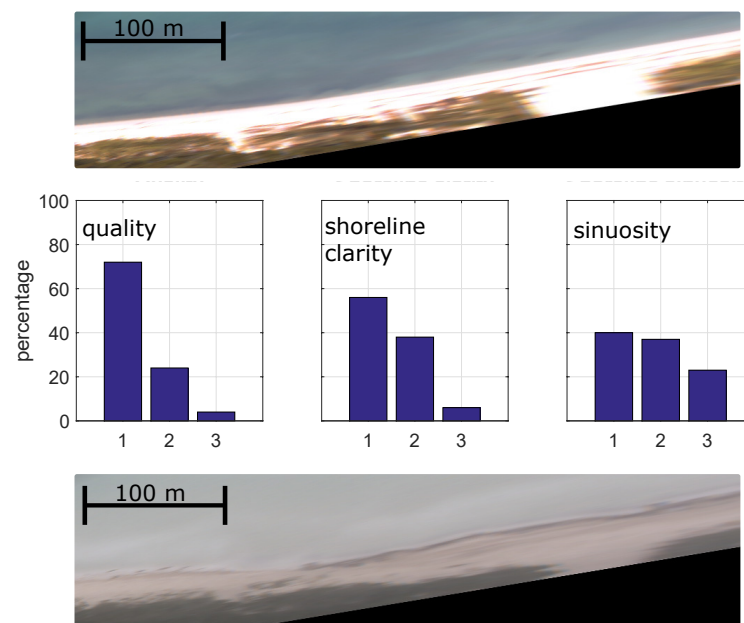 100 m
100
80
60
40
20
0
percentage
quality
1 2 3
shoreline
clarity
1 2 3
sinuosity
1 2 3
100 m